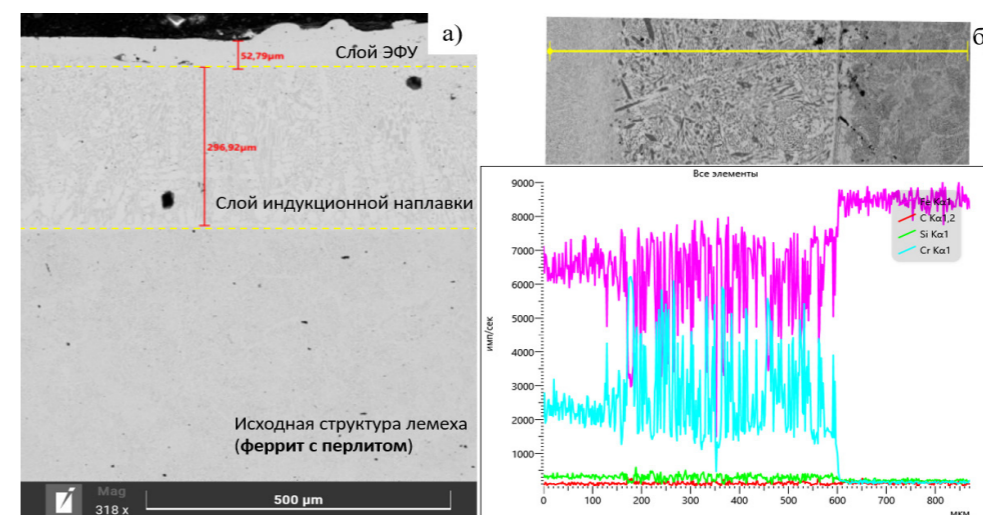 а)
Слой ЭФУ
52,79µm
296,92µm
Слой индукционной наплавки
Исходная структура лемеха
(феррит с перлитом)
Mag
318 x
500 µm
б
Все элементы
9000
8000
7000
6000
5000
4000
3000
2000
1000
имп/сек
Fe Kα1
C Kα1,2
Si Kα1
Cr Kα1
0
100
200
300
400
500
600
700
800
мкм